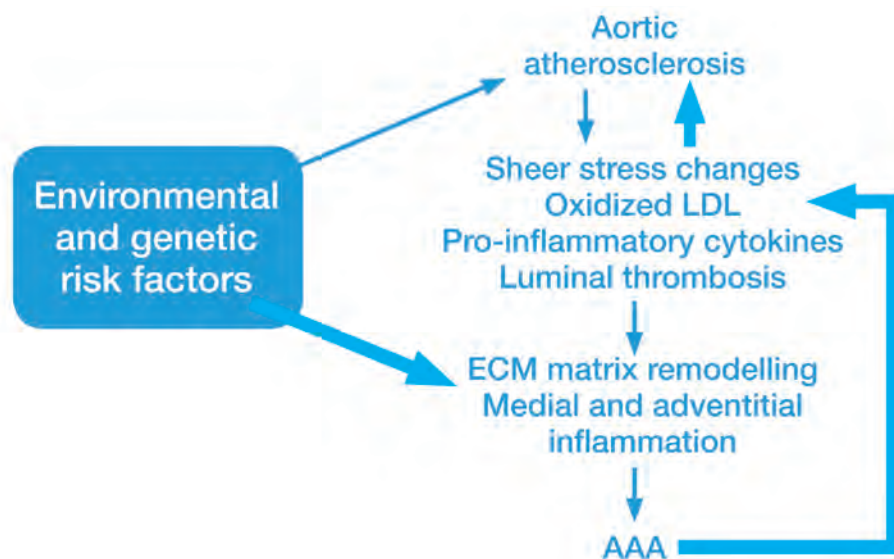 Aortic
atherosclerosis
Environmental
and genetic
risk factors
Sheer stress changes
Oxidized LDL
Pro-inflammatory cytokines
Luminal thrombosis
ECM matrix remodelling
Medial and adventitial
inflammation
AAA